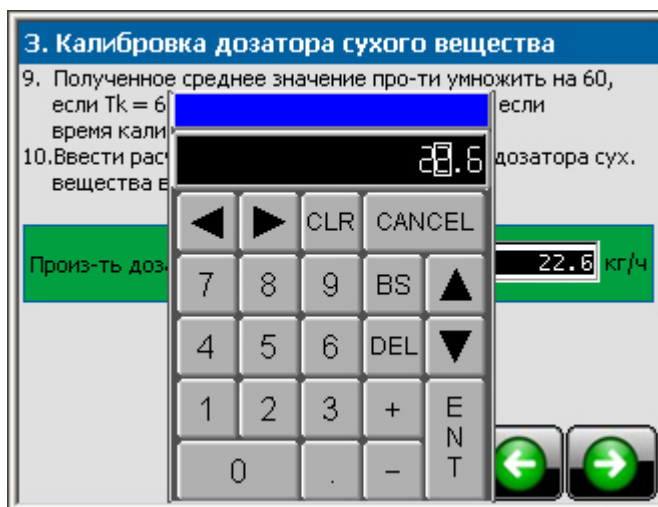 3. Калибровка дозатора сухого вещества
9. Полученное среднее значение про-ти умножить на 60,
если Tk = 6 если
время кали
10.Ввести рас дозатора сух.
вещества в
Произ-ть доз. 22.6 кг/ч
CLR CANCEL
7 8 9 BS
4 5 6 DEL
1 2 3 + ENT
0 . −